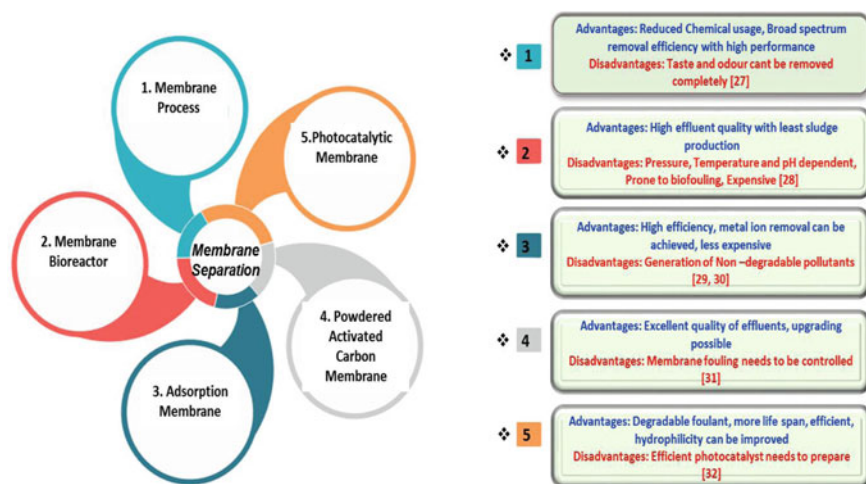 1. Membrane
Process
5.Photocatalytic
Membrane
2. Membrane
Bioreactor
Membrane
Separation
4. Powdered
Activated
Carbon
Membrane
3. Adsorption
Membrane
1
Advantages: Reduced Chemical usage, Broad spectrum
removal efficiency with high performance
Disadvantages: Taste and odour cant be removed
completely [27]
2
Advantages: High effluent quality with least sludge
production
Disadvantages: Pressure, Temperature and pH dependent,
Prone to biofouling, Expensive [28]
3
Advantages: High efficiency, metal ion removal can be
achieved, less expensive
Disadvantages: Generation of Non –degradable pollutants
[29, 30]
4
Advantages: Excellent quality of effluents, upgrading
possible
Disadvantages: Membrane fouling needs to be controlled
[31]
5
Advantages: Degradable foulant, more life span, efficient,
hydrophilicity can be improved
Disadvantages: Efficient photocatalyst needs to prepare
[32]